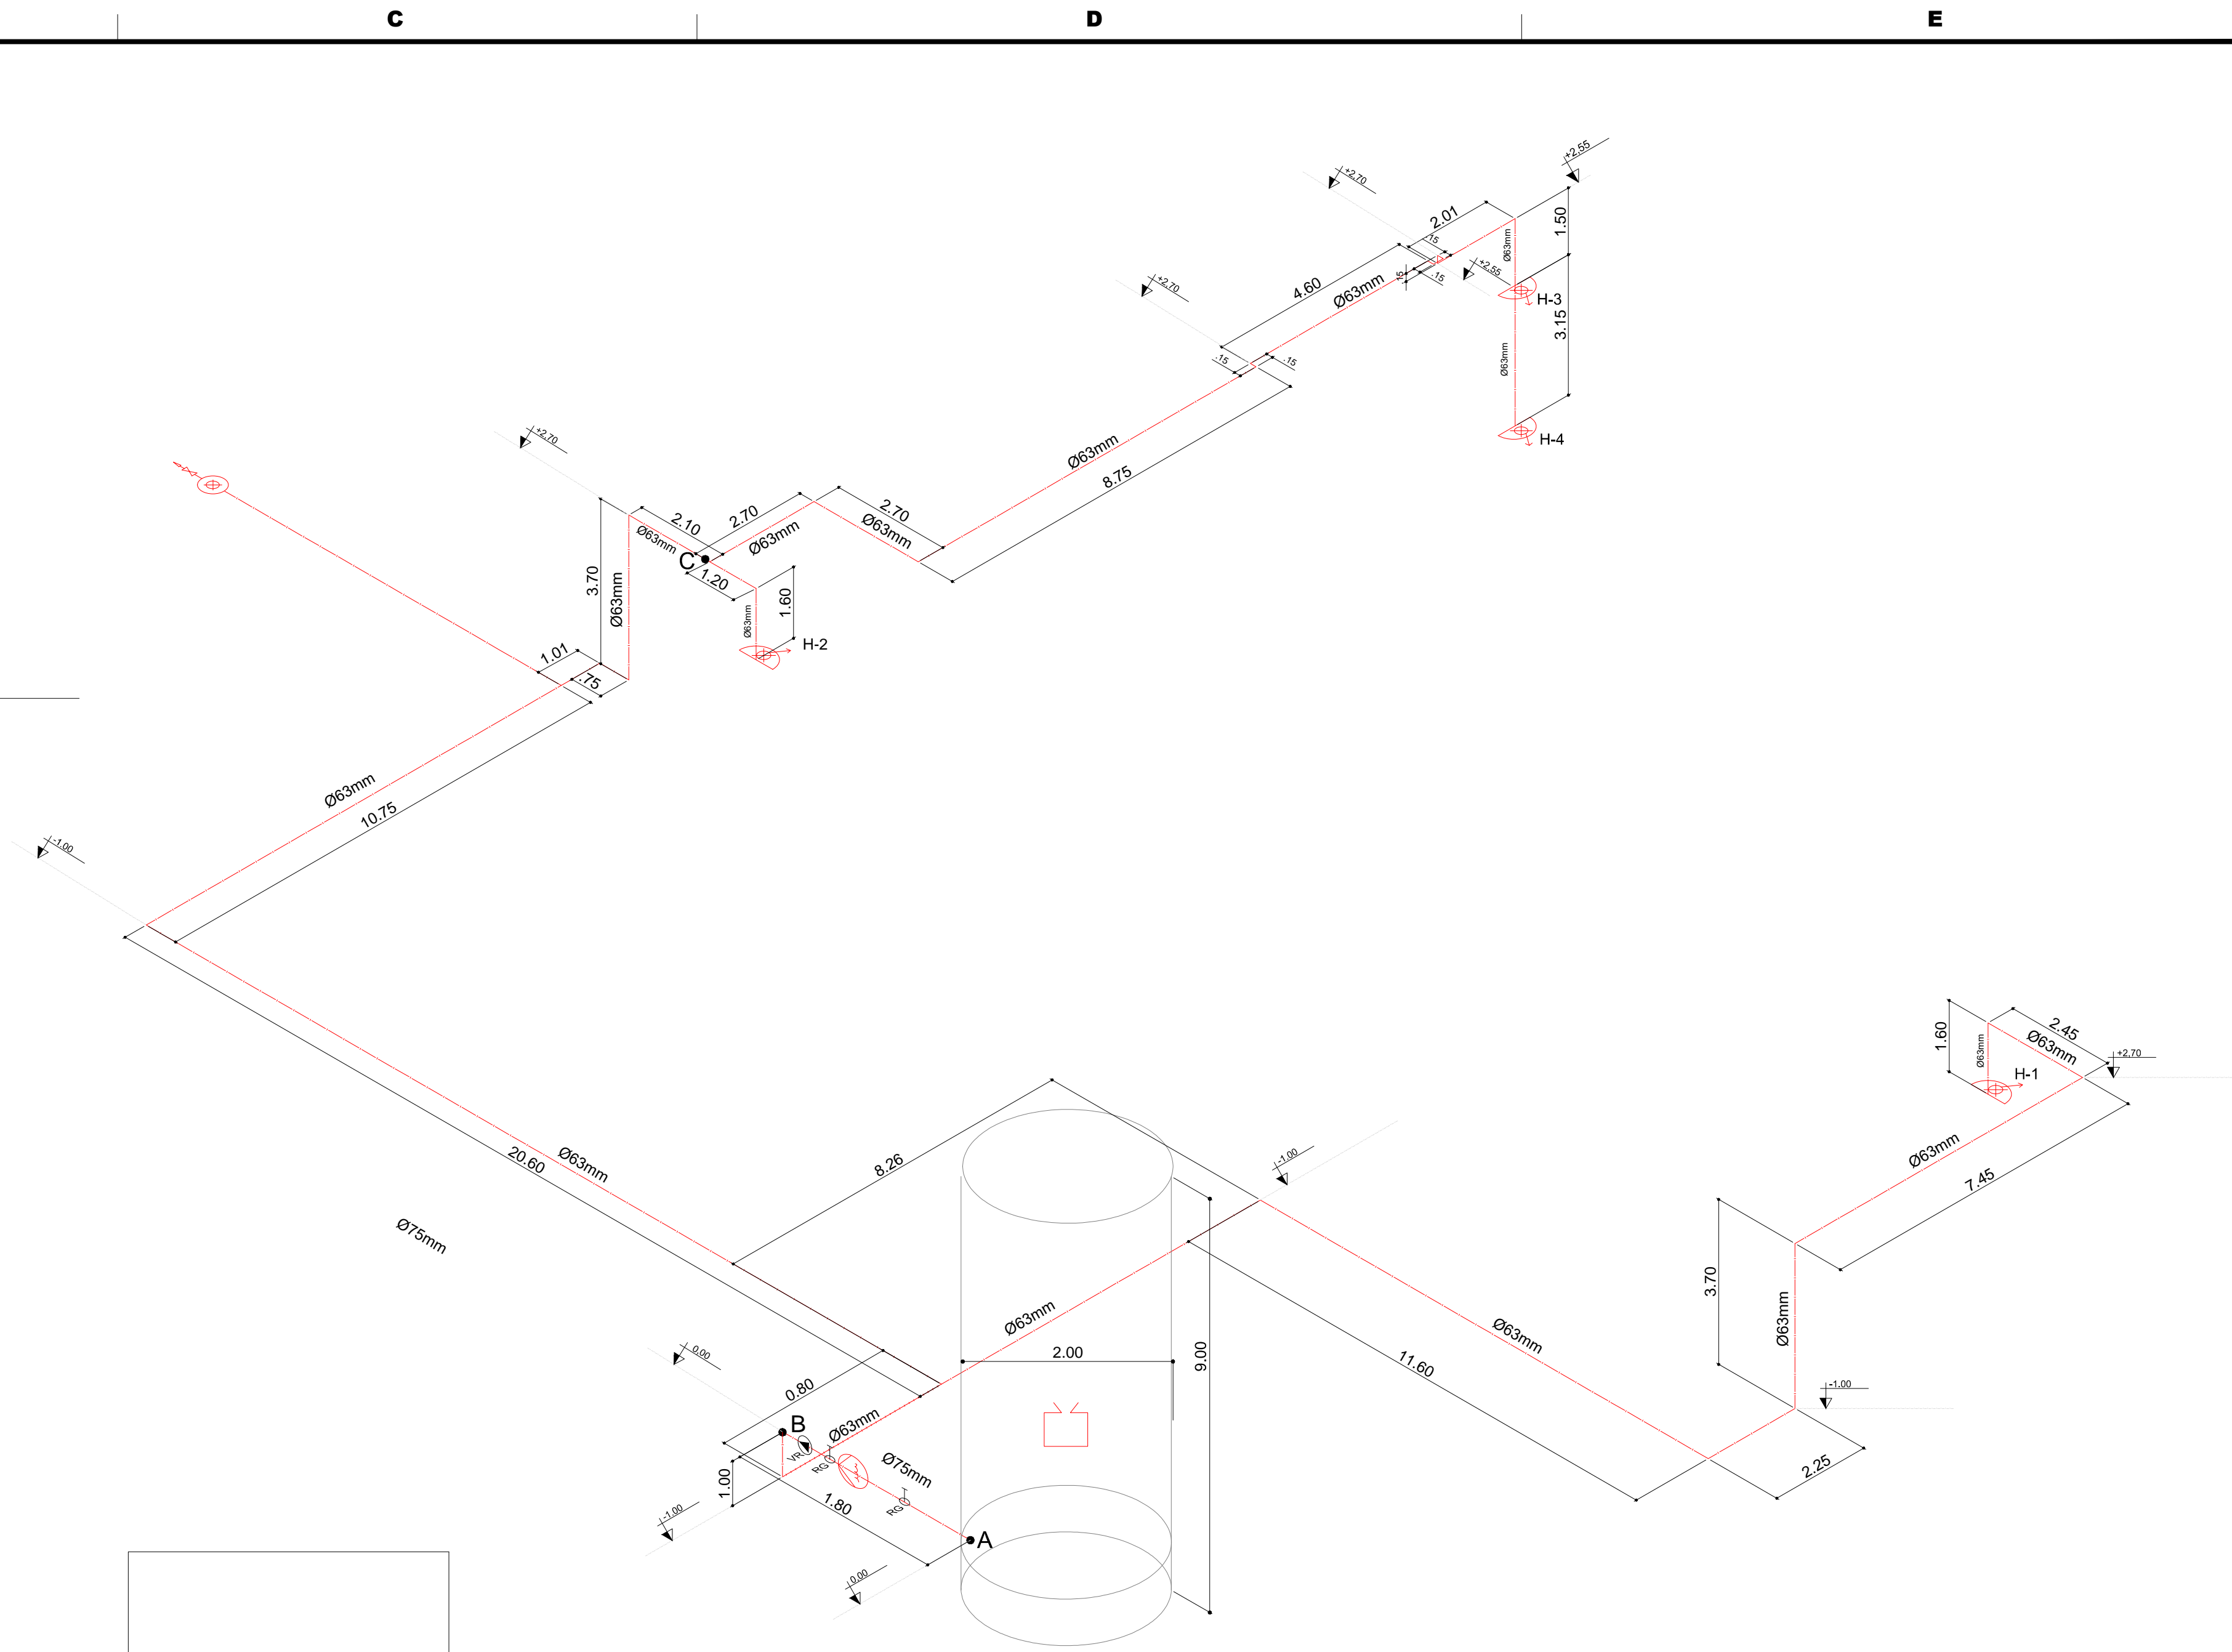 C
D
E
+2,55
+2,70
2.01
1.50
.15
Ø63mm
+2,55
+2,70
4.60
.15
.15
Ø63mm
H-3
3.15
Ø63mm
.15
.15
H-4
+2,70
Ø63mm
8.75
2.10
2.70
2.70
Ø63mm
Ø63mm
Ø63mm
C
1.20
3.70
Ø63mm
1.60
Ø63mm
H-2
1.01
.75
Ø63mm
10.75
-1,00
1.60
Ø63mm
2.45
Ø63mm
+2,70
H-1
Ø63mm
7.45
20.60
Ø63mm
8.26
-1,00
Ø75mm
3.70
Ø63mm
Ø63mm
Ø63mm
11.60
2.00
9.00
0,00
0.80
-1.00
B
Ø63mm
VR
RG
Ø75mm
RG
2.25
1.00
1.80
-1,00
A
0,00